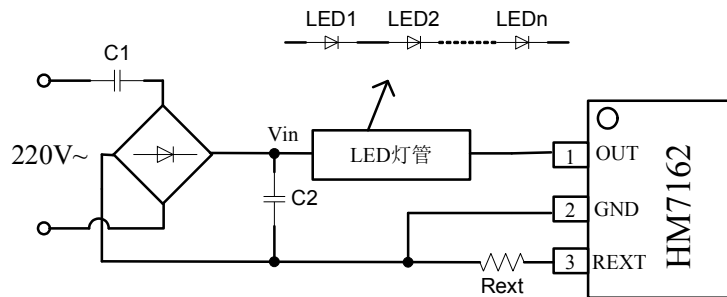 LED1 LED2 LEDn
C1
220V~
Vin
LED灯管
C2
1 OUT
2 GND
3 REXT
Rext
HM7162